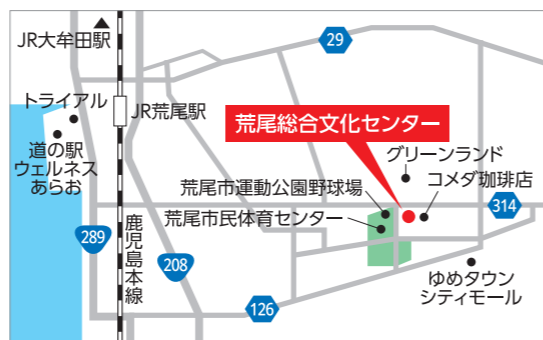 JR大牟田駅
29
トライアル
JR荒尾駅
荒尾総合文化センター
道の駅
ウェルネス
あらお
グリーンランド
荒尾市運動公園野球場
コメダ珈琲店
荒尾市民体育センター
314
289
鹿児島本線
208
126
ゆめタウン
シティモール